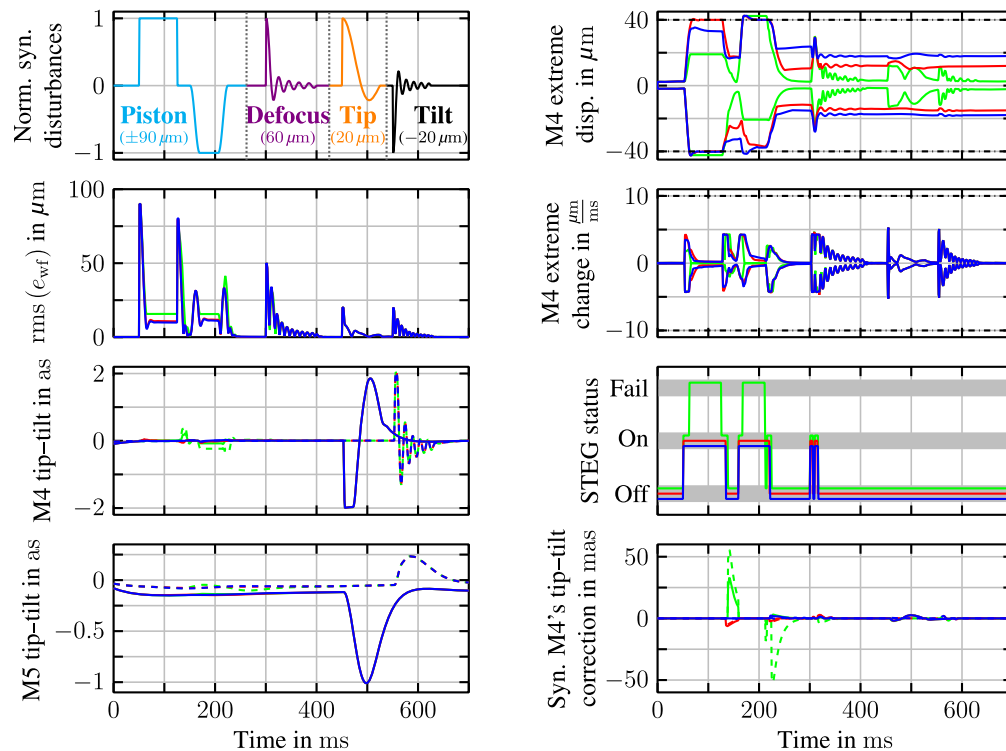 Norm. syn.
disturbances
1
0
−1
Piston
(±90 μm)
Defocus
(60 μm)
Tip
(20 μm)
Tilt
(−20 μm)
M4 extreme
disp. in μm
40
0
−40
rms (e_wf) in μm
100
50
0
M4 extreme
change in μm/ms
10
0
−10
M4 tip–tilt in as
2
0
−2
STEG status
Fail
On
Off
M5 tip–tilt in as
0
−0.5
−1
0 200 400 600
Time in ms
Syn. M4's tip–tilt
correction in mas
50
0
−50
0 200 400 600
Time in ms